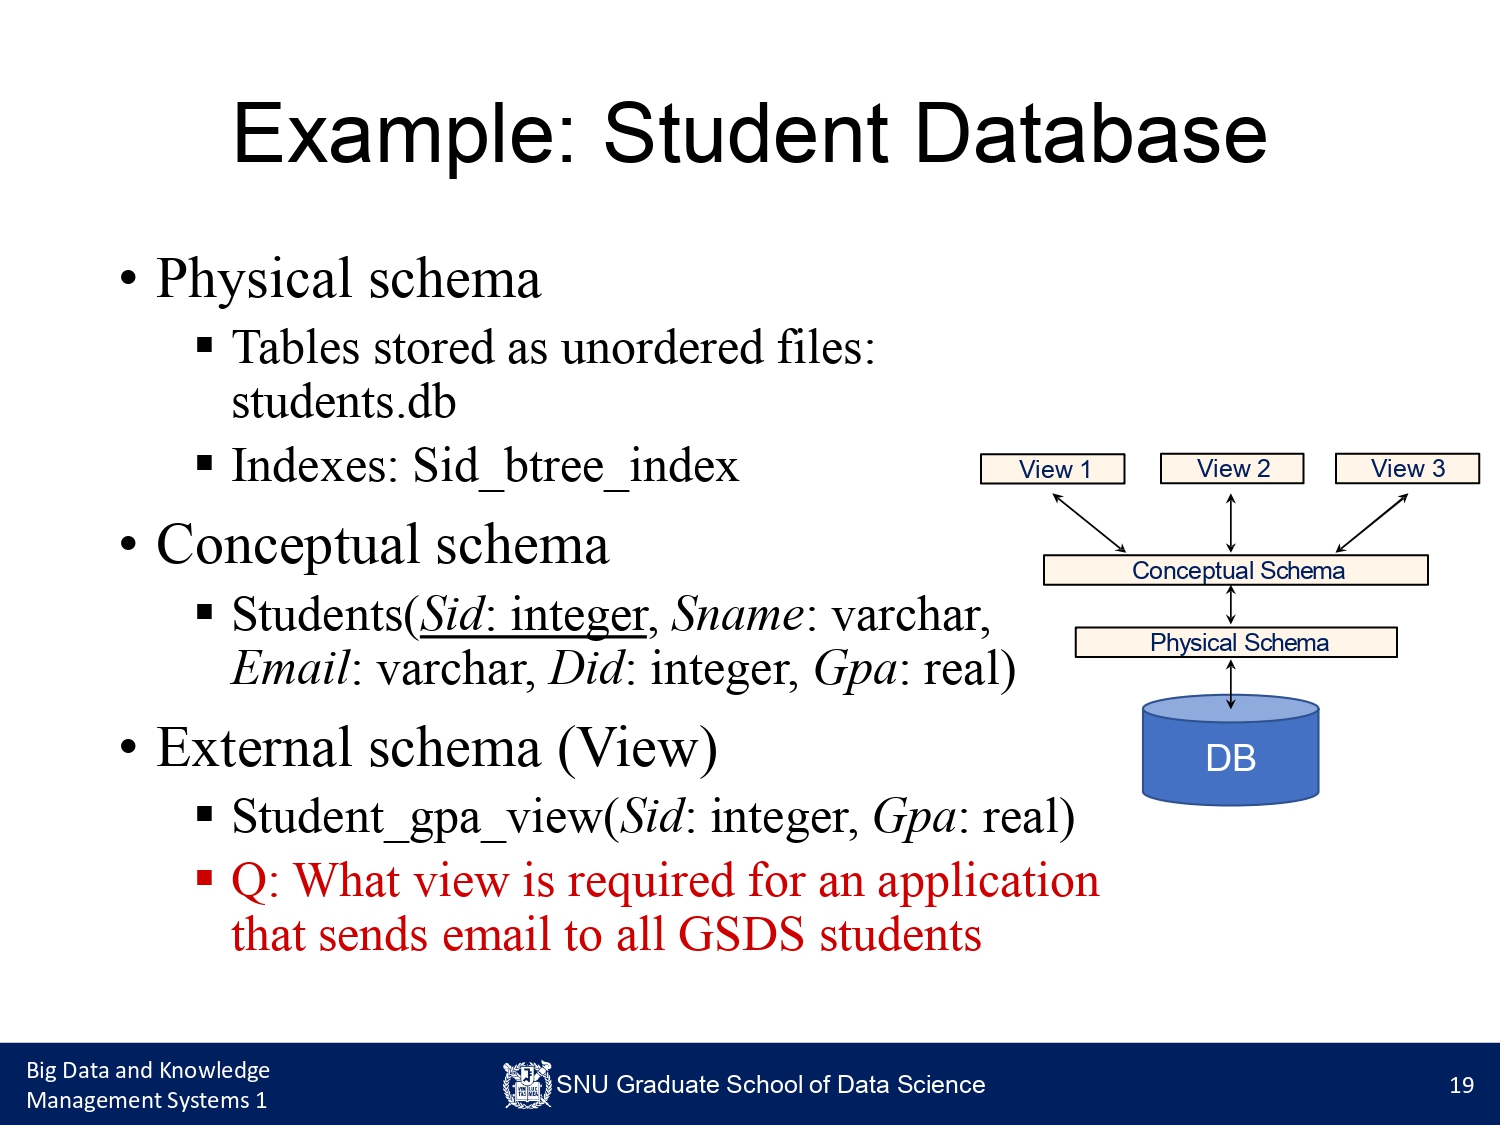 Example: Student Database
• Physical schema
▪ Tables stored as unordered files:
students.db
▪ Indexes: Sid_btree_index
• Conceptual schema
▪ Students(Sid: integer, Sname: varchar,
Email: varchar, Did: integer, Gpa: real)
• External schema (View)
▪ Student_gpa_view(Sid: integer, Gpa: real)
▪ Q: What view is required for an application
that sends email to all GSDS students
View 1
View 2
View 3
Conceptual Schema
Physical Schema
DB
Big Data and Knowledge
Management Systems 1
SNU Graduate School of Data Science
19